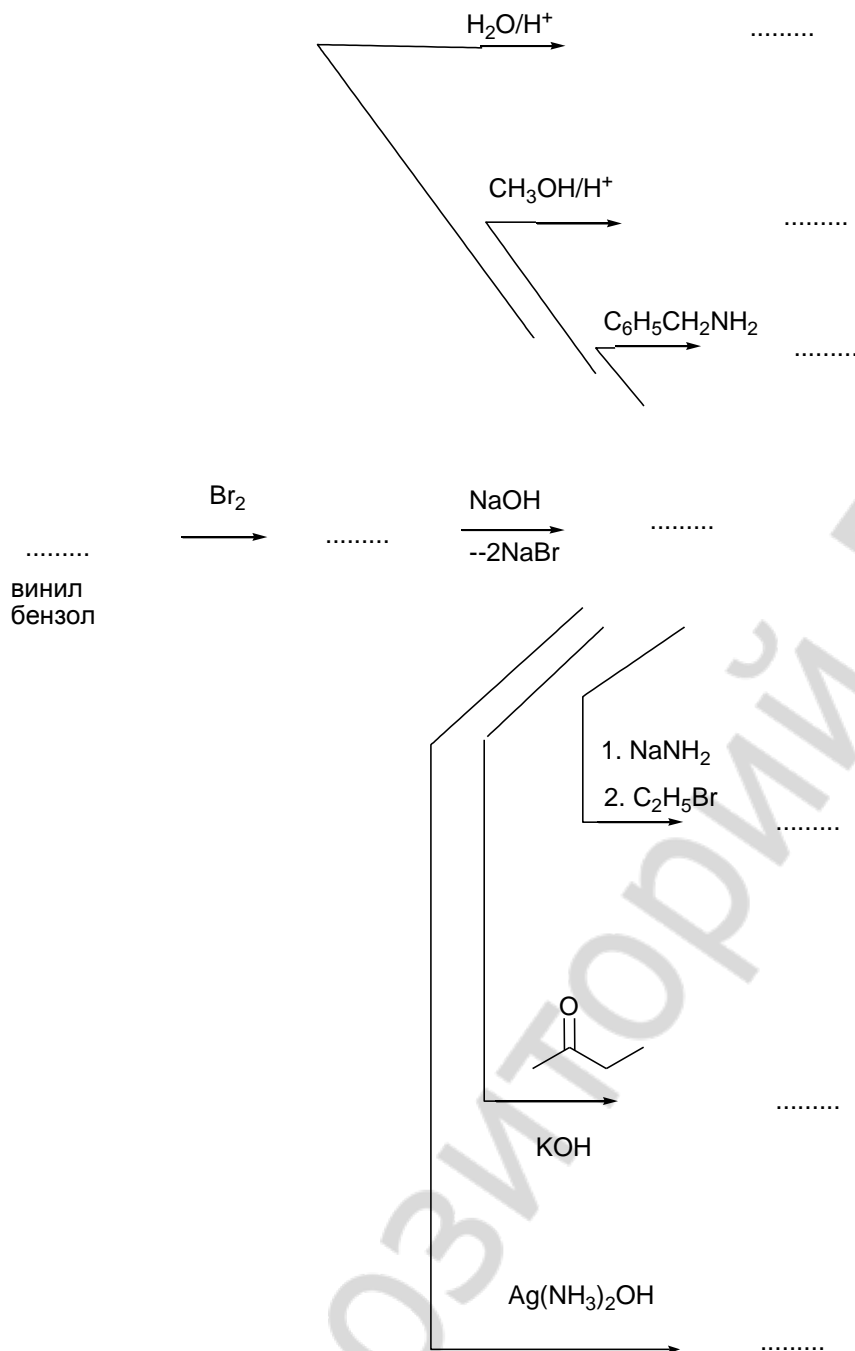 H₂O/H⁺
.........
CH₃OH/H⁺
.........
C₆H₅CH₂NH₂
.........
Br₂
NaOH
.........
.........
.........
--2NaBr
винил
бензол
1. NaNH₂
2. C₂H₅Br
.........
O
.........
KOH
Ag(NH₃)₂OH
.........